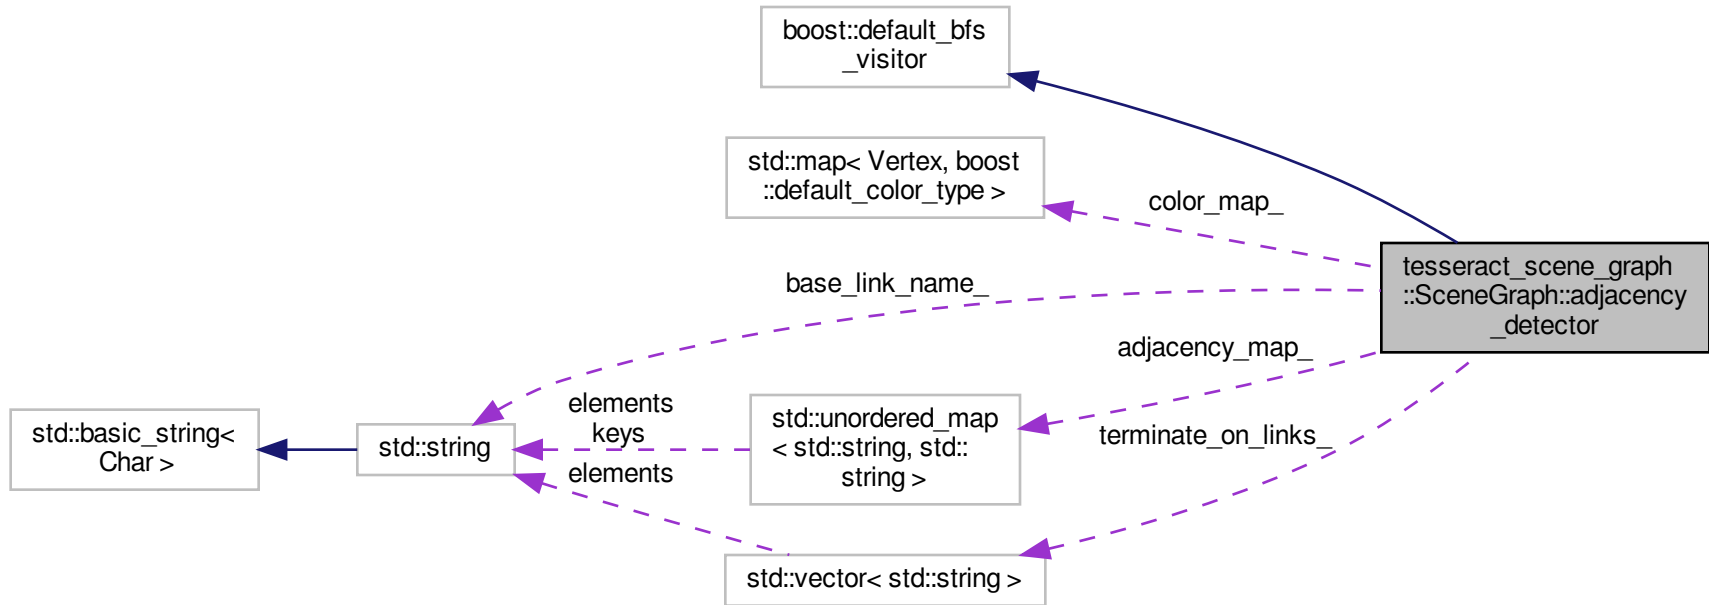 boost::default_bfs
_visitor
std::map< Vertex, boost
::default_color_type >
color_map_
tesseract_scene_graph
::SceneGraph::adjacency
_detector
base_link_name_
adjacency_map_
std::basic_string<
Char >
std::string
elements
keys
elements
std::unordered_map
< std::string, std::
string >
terminate_on_links_
std::vector< std::string >